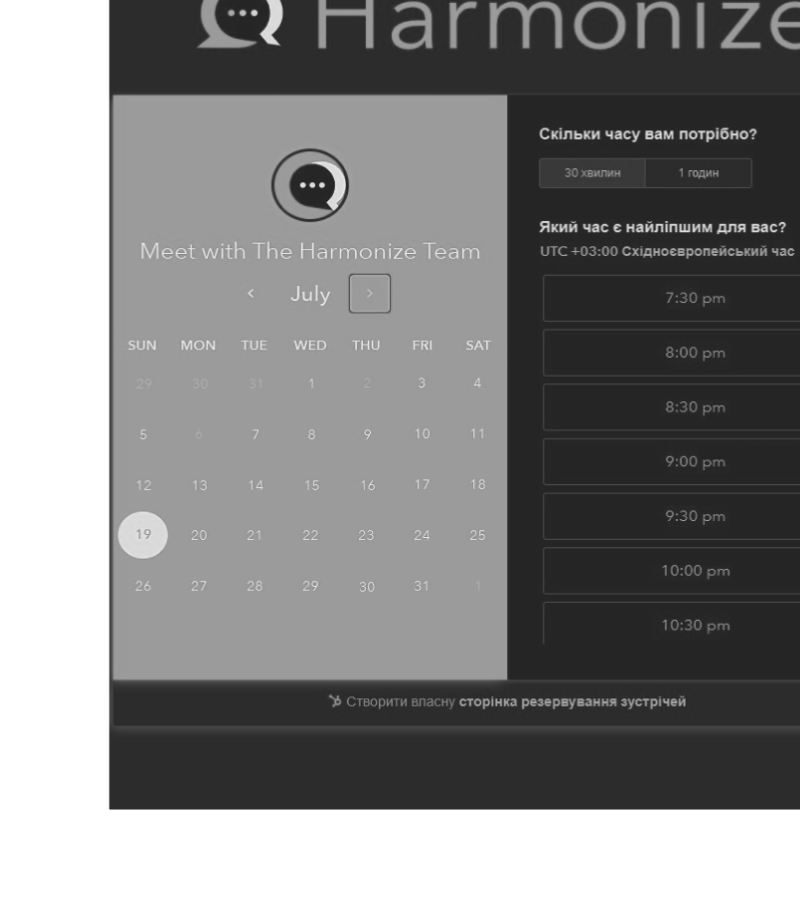 Harmonize
Meet with The Harmonize Team
July
SUN MON TUE WED THU FRI SAT
29 30 31 1 2 3 4
5 6 7 8 9 10 11
12 13 14 15 16 17 18
19 20 21 22 23 24 25
26 27 28 29 30 31 1
Скільки часу вам потрібно?
30 хвилин 1 годин
Який час є найліпшим для вас?
UTC +03:00 Східноєвропейський час
7:30 pm
8:00 pm
8:30 pm
9:00 pm
9:30 pm
10:00 pm
10:30 pm
Створити власну сторінка резервування зустрічей